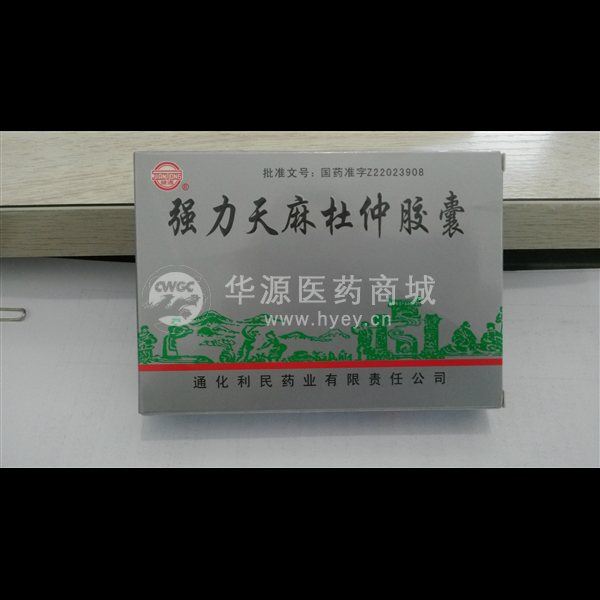 批准文号：国药准字Z22023908
JIANTONG
®
强力天麻杜仲胶囊
CWGC
华源医药商城
www.hyey.cn
通化利民药业有限责任公司